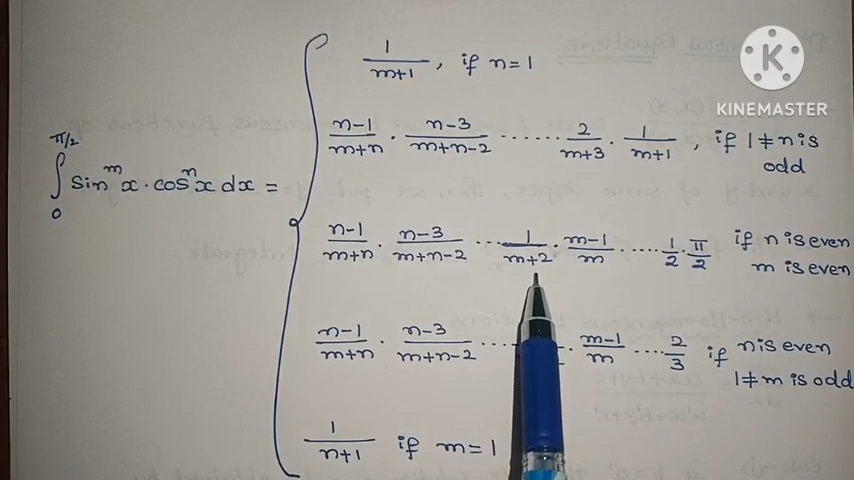 KINEMASTER
1/(m+1), if n=1
(n-1)/(m+n) · (n-3)/(m+n-2) ...... 2/(m+3) · 1/(m+1), if 1≠n is odd
∫₀^(π/2) sin^m x · cos^n x dx =
(n-1)/(m+n) · (n-3)/(m+n-2) ... 1/(m+2) · (m-1)/m ..... 1/2 · π/2 if n is even m is even
(n-1)/(m+n) · (n-3)/(m+n-2) ... (m-1)/m .... 2/3 if n is even 1≠m is odd
1/(n+1) if m=1